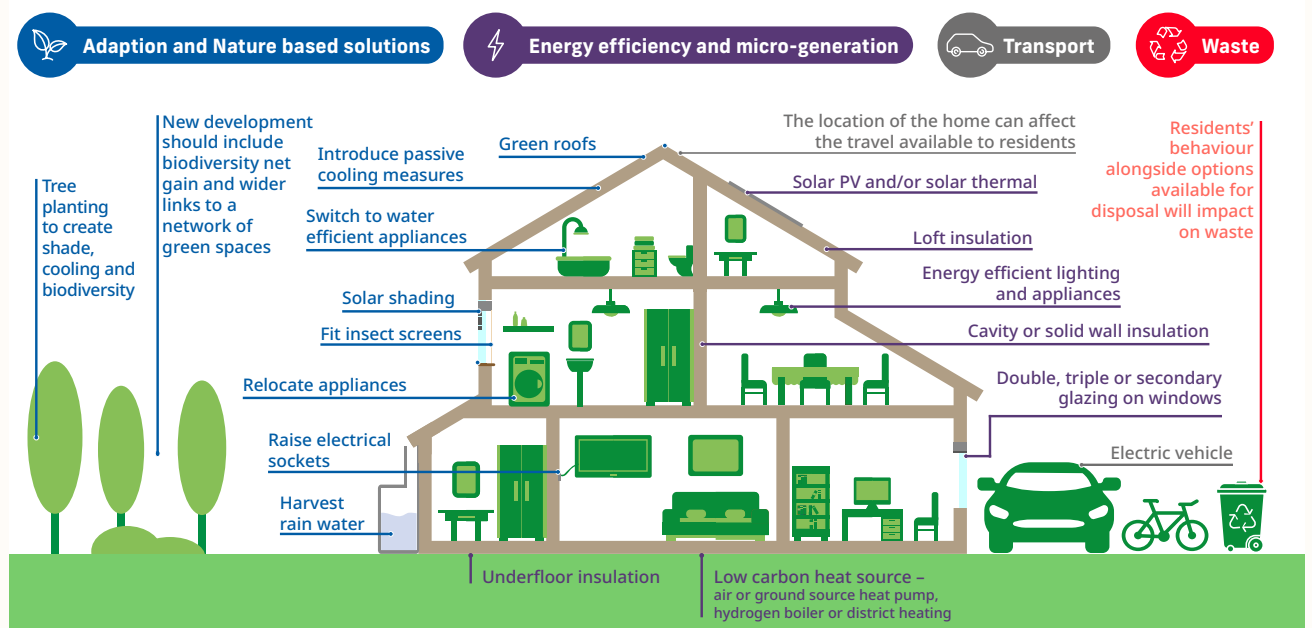 Adaption and Nature based solutions
Energy efficiency and micro-generation
Transport
Waste
Tree
planting
to create
shade,
cooling and
biodiversity
New development
should include
biodiversity net
gain and wider
links to a
network of
green spaces
Introduce passive
cooling measures
Green roofs
Switch to water
efficient appliances
Solar shading
Fit insect screens
Relocate appliances
Raise electrical
sockets
Harvest
rain water
The location of the home can affect
the travel available to residents
Solar PV and/or solar thermal
Loft insulation
Energy efficient lighting
and appliances
Cavity or solid wall insulation
Double, triple or secondary
glazing on windows
Electric vehicle
Residents’
behaviour
alongside options
available for
disposal will impact
on waste
Underfloor insulation
Low carbon heat source –
air or ground source heat pump,
hydrogen boiler or district heating